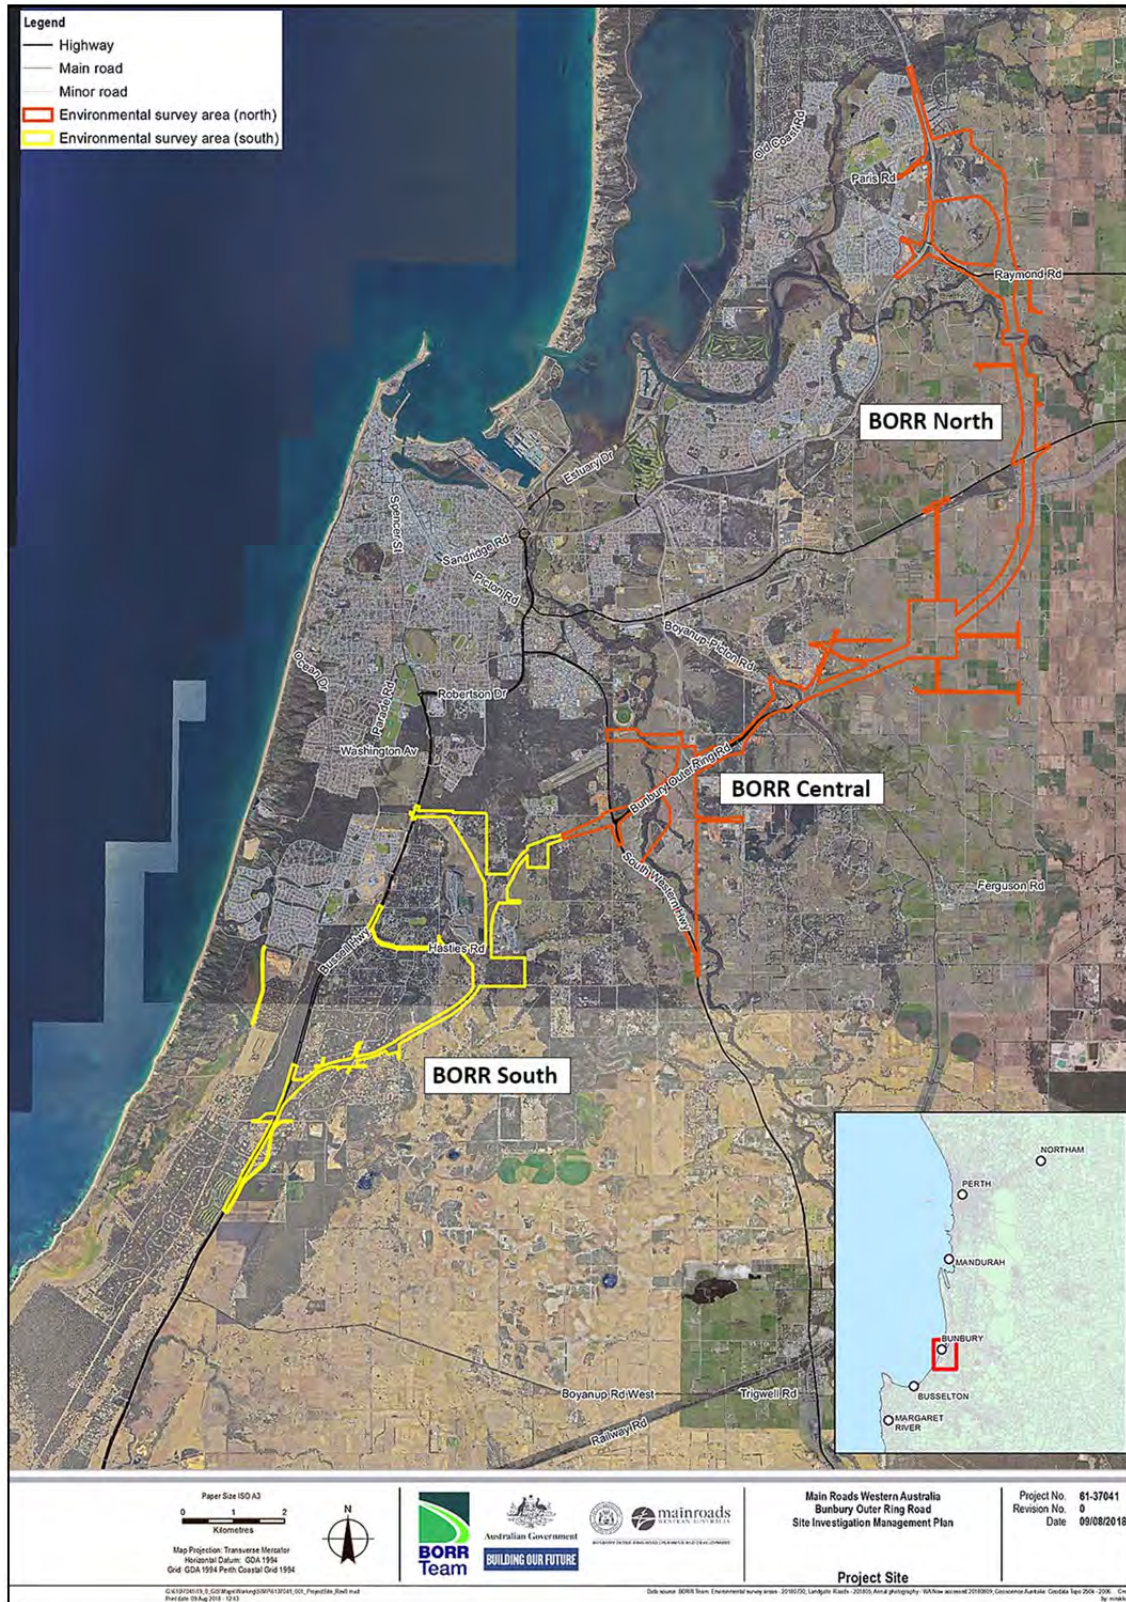 Legend
Highway
Main road
Minor road
Environmental survey area (north)
Environmental survey area (south)
Old Coast Rd
Paris Rd
Raymond Rd
BORR North
Estuary Dr
Spencer St
Sandridge Rd
Picton Rd
Boyanup-Picton Rd
Ocean Dr
Parade Rd
Robertson Dr
Washington Av
Bunbury Outer Ring Rd
BORR Central
South Western Hwy
Ferguson Rd
Bussell Hwy
Hasties Rd
BORR South
NORTHAM
PERTH
MANDURAH
BUNBURY
BUSSELTON
MARGARET
RIVER
Boyanup Rd West
Trigwell Rd
Railway Rd
Paper Size ISO A3
0 1 2
Kilometres
Map Projection: Transverse Mercator
Horizontal Datum: GDA 1994
Grid: GDA 1994 Perth Coastal Grid 1994
N
BORR
Team
Australian Government
BUILDING OUR FUTURE
mainroads
WESTERN AUSTRALIA
Main Roads Western Australia
Bunbury Outer Ring Road
Site Investigation Management Plan
Project Site
Project No. 61-37041
Revision No. 0
Date 09/08/2018